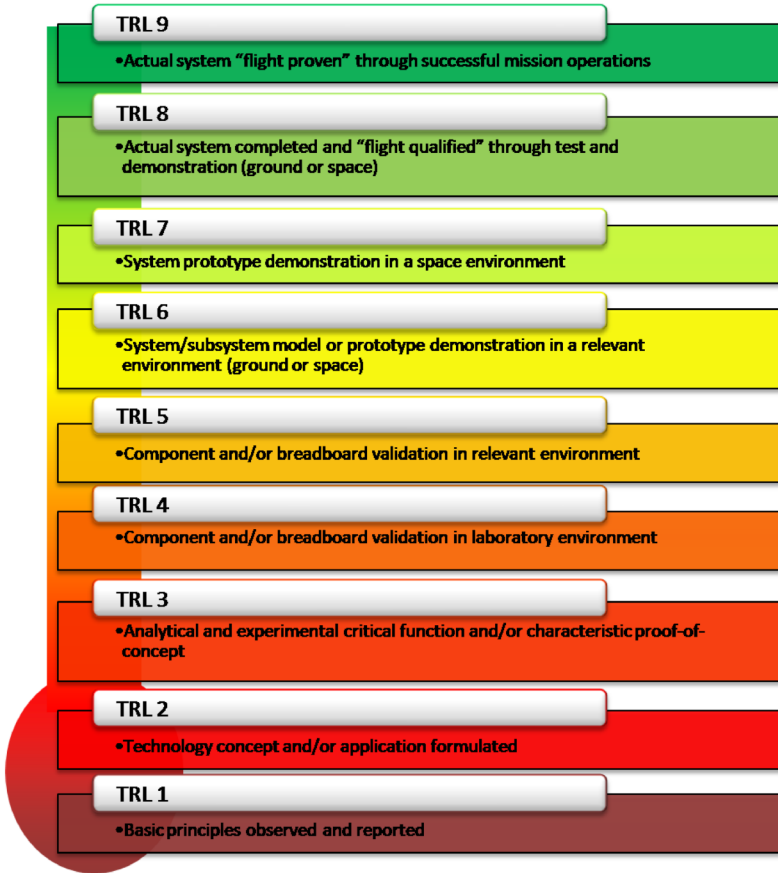 TRL 9
•Actual system “flight proven” through successful mission operations
TRL 8
•Actual system completed and “flight qualified” through test and
demonstration (ground or space)
TRL 7
•System prototype demonstration in a space environment
TRL 6
•System/subsystem model or prototype demonstration in a relevant
environment (ground or space)
TRL 5
•Component and/or breadboard validation in relevant environment
TRL 4
•Component and/or breadboard validation in laboratory environment
TRL 3
•Analytical and experimental critical function and/or characteristic proof-of-
concept
TRL 2
•Technology concept and/or application formulated
TRL 1
•Basic principles observed and reported